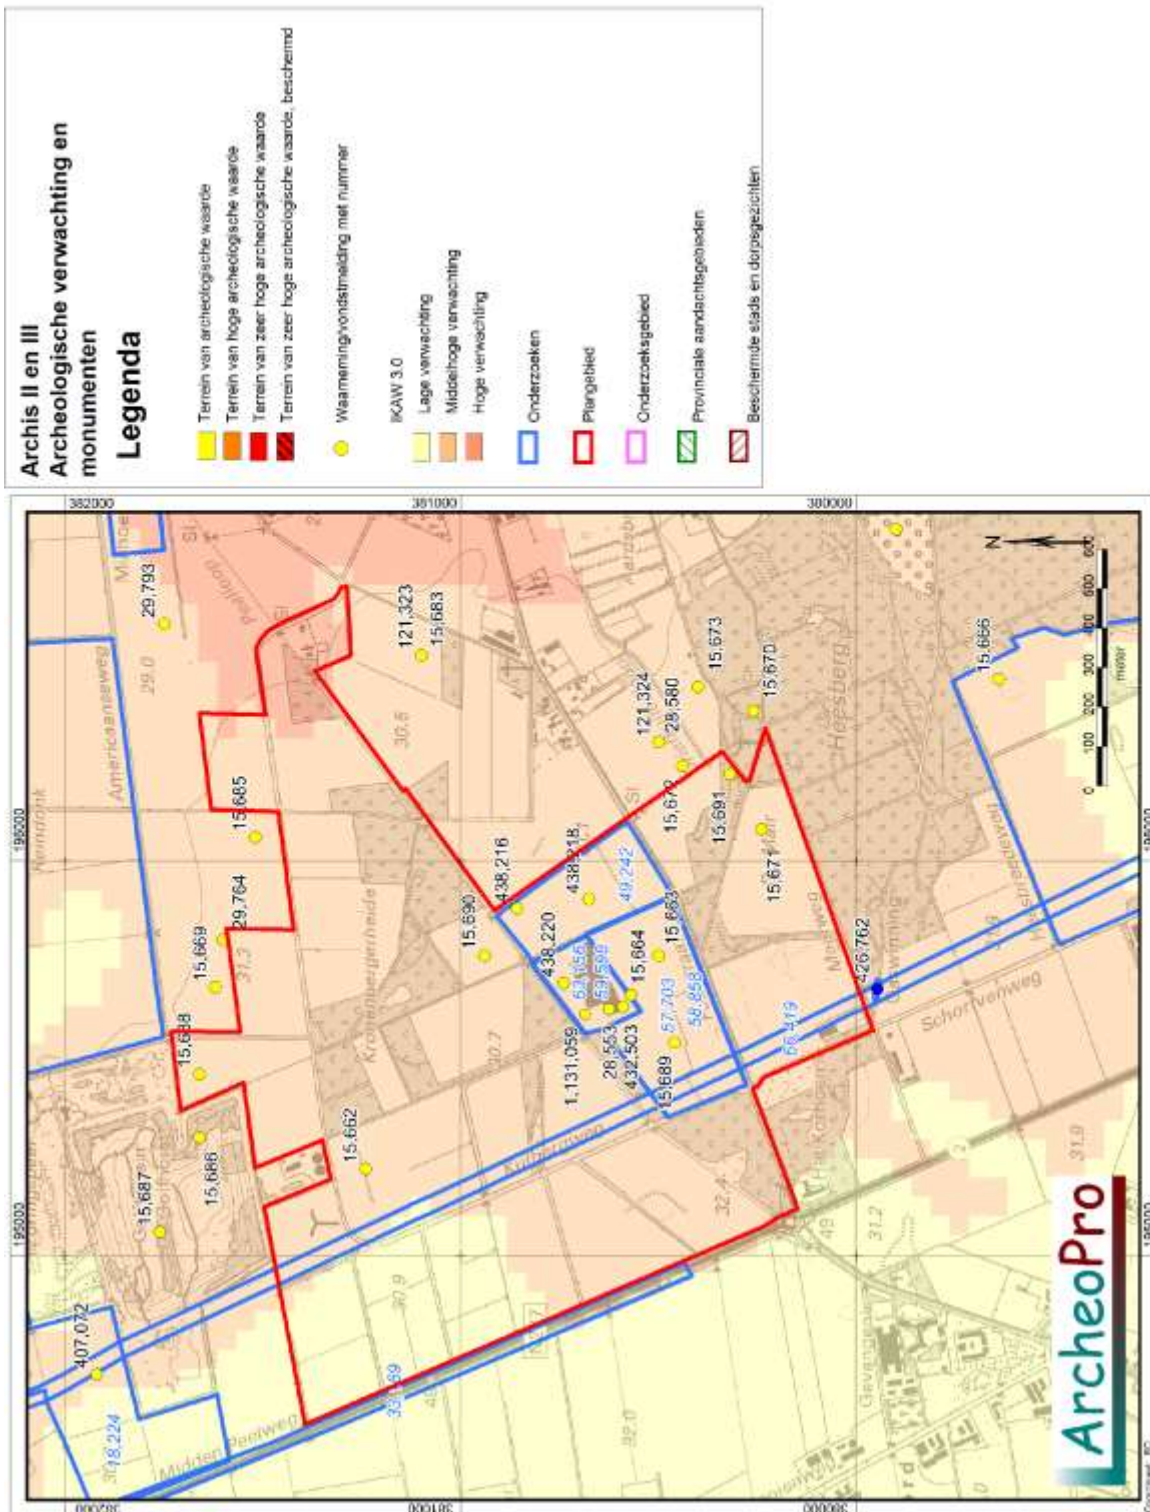 Archis II en III
Archeologische verwachting en
monumenten
Legenda
Terrein van archeologische waarde
Terrein van hoge archeologische waarde
Terrein van zeer hoge archeologische waarde
Terrein van zeer hoge archeologische waarde, beschermd
Waarneming/vondstmelding met nummer
IKAW 3.0
Lage verwachting
Middelhoge verwachting
Hoge verwachting
Onderzoeken
Plangebied
Onderzoeksgebied
Provinciale aandachtsgebieden
Beschermde stads en dorpsgezichten
382000
381000
380000
196000
195000
29,793
29.0
Peelloop
Americaanseweg
121,323
15,683
30.5
15,685
29,764
15,669
31.3
15,688
15,686
15,687
407,072
18,224
Midden Peelweg
Kronenbergerheide
15,662
30.7
30.9
15,690
438,216
438,218
438,220
49,242
1,131,059
28,553
432,503
15,664
15,663
15,689
57,703
58,858
66,419
121,324
28,580
15,673
15,670
15,691
15,671
Heesberg
15,666
426,762
Schorfvenweg
32.4
31.2
49
31.9
N
0 100 200 300 400 500 600
meter
ArcheoPro